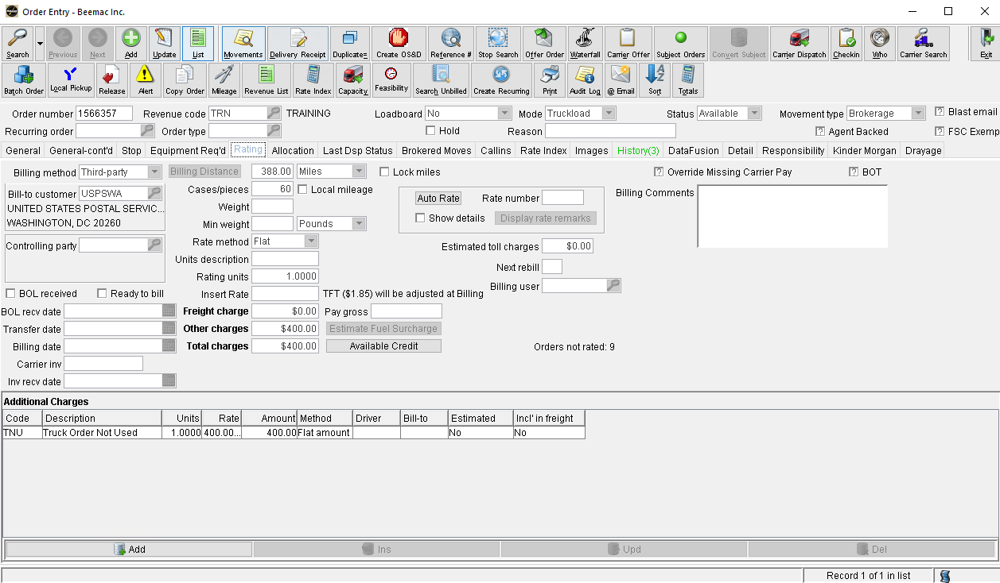 Order Entry - Beemac Inc.
Search Previous Next Add Update List Movements Delivery Receipt Duplicate= Create OS&D Reference # Stop Search Offer Order Waterfall Carrier Offer Subject Orders Convert Subject Carrier Dispatch Checkin Who Carrier Search Exit
Batch Order Local Pickup Release Alert Copy Order Mileage Revenue List Rate Index Capacity Feasibility Search Unbilled Create Recurring Print Audit Log @ Email Sort Totals
Order number 1566357 Revenue code TRN TRAINING Loadboard No Mode Truckload Status Available Movement type Brokerage ? Blast email
Recurring order Order type Hold Reason ? Agent Backed ? FSC Exemp
General General-cont'd Stop Equipment Req'd Rating Allocation Last Dsp Status Brokered Moves Callins Rate Index Images History(3) DataFusion Detail Responsibility Kinder Morgan Drayage
Billing method Third-party Billing Distance 388.00 Miles Lock miles ? Override Missing Carrier Pay ? BOT
Bill-to customer USPSWA Cases/pieces 60 Local mileage Auto Rate Rate number Billing Comments
UNITED STATES POSTAL SERVIC... Weight
WASHINGTON, DC 20260 Min weight Pounds Show details Display rate remarks
Controlling party Rate method Flat Estimated toll charges $0.00
Units description Next rebill
Rating units 1.0000 Billing user
BOL received Ready to bill Insert Rate TFT ($1.85) will be adjusted at Billing
BOL recv date Freight charge $0.00 Pay gross
Transfer date Other charges $400.00 Estimate Fuel Surcharge
Billing date Total charges $400.00 Available Credit Orders not rated: 9
Carrier inv
Inv recv date
Additional Charges
Code Description Units Rate Amount Method Driver Bill-to Estimated Incl' in freight
TNU Truck Order Not Used 1.0000 400.00... 400.00 Flat amount No No
Add Ins Upd Del
Record 1 of 1 in list